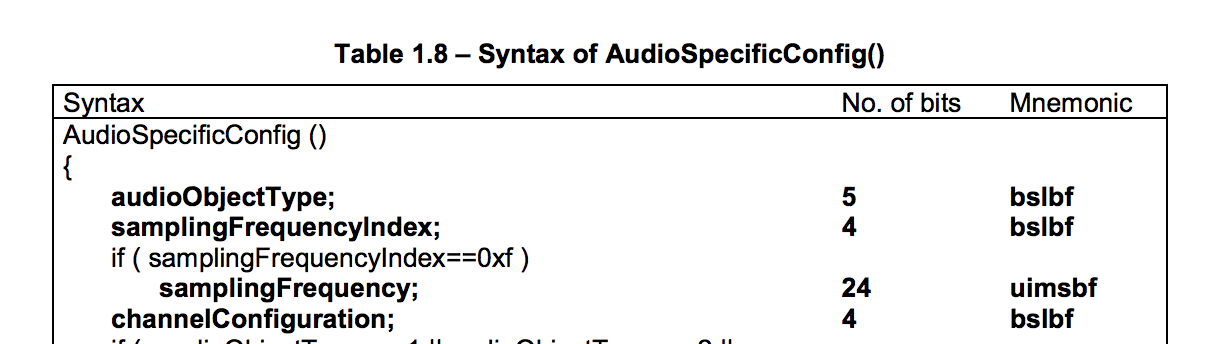 Table 1.8 – Syntax of AudioSpecificConfig()
Syntax No. of bits Mnemonic
AudioSpecificConfig ()
{
audioObjectType; 5 bslbf
samplingFrequencyIndex; 4 bslbf
if ( samplingFrequencyIndex==0xf )
samplingFrequency; 24 uimsbf
channelConfiguration; 4 bslbf